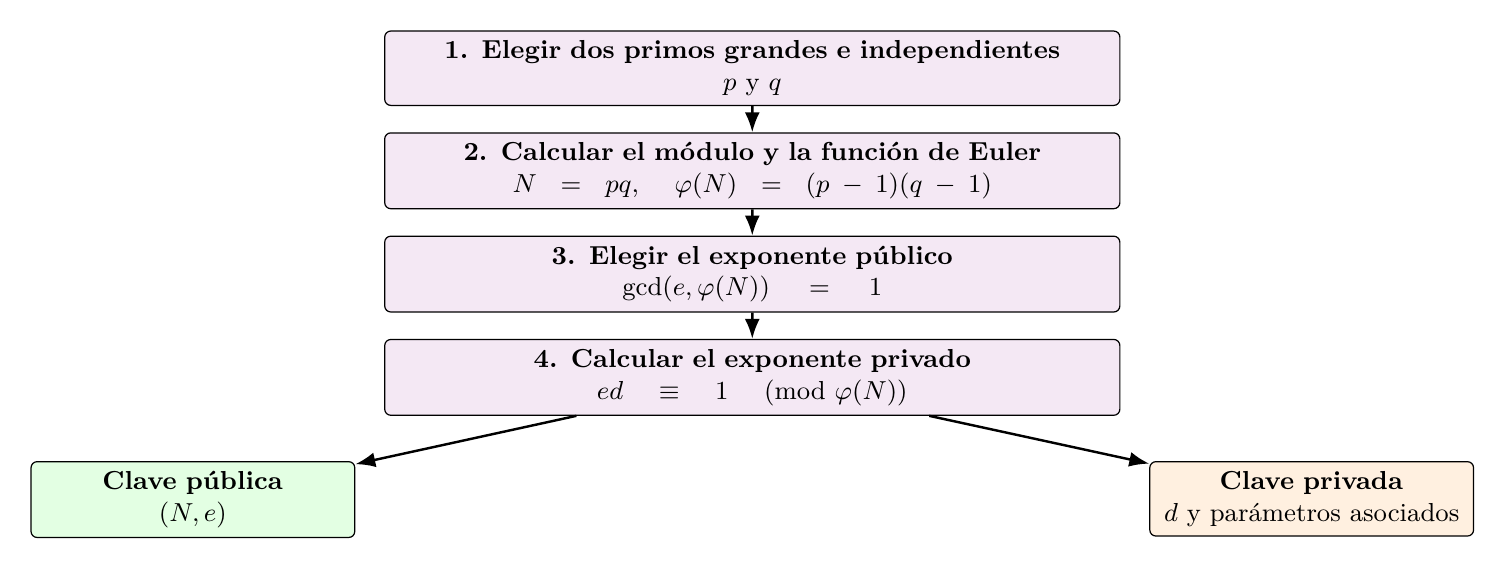 1. Elegir dos primos grandes e independientes
p y q
2. Calcular el módulo y la función de Euler
N = pq, φ(N) = (p − 1)(q − 1)
3. Elegir el exponente público
gcd(e, φ(N)) = 1
4. Calcular el exponente privado
ed ≡ 1 (mod φ(N))
Clave pública
(N, e)
Clave privada
d y parámetros asociados